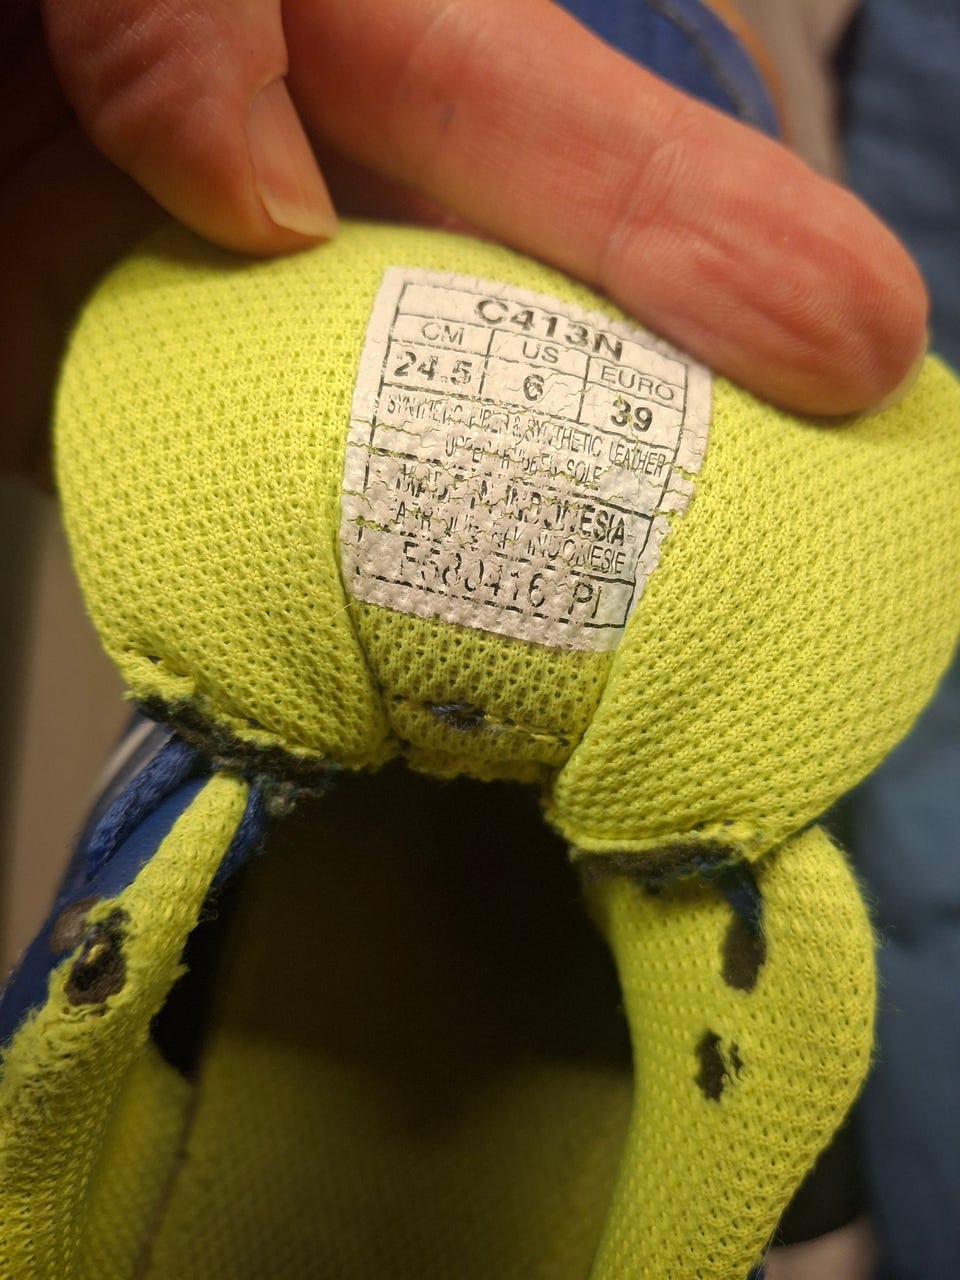 C413N
CM US EURO
24.5 6 39
SYNTHETIC FIBER & SYNTHETIC LEATHER
UPPER RUBBER SOLE
MADE IN INDONESIA
INDONESIE
PI